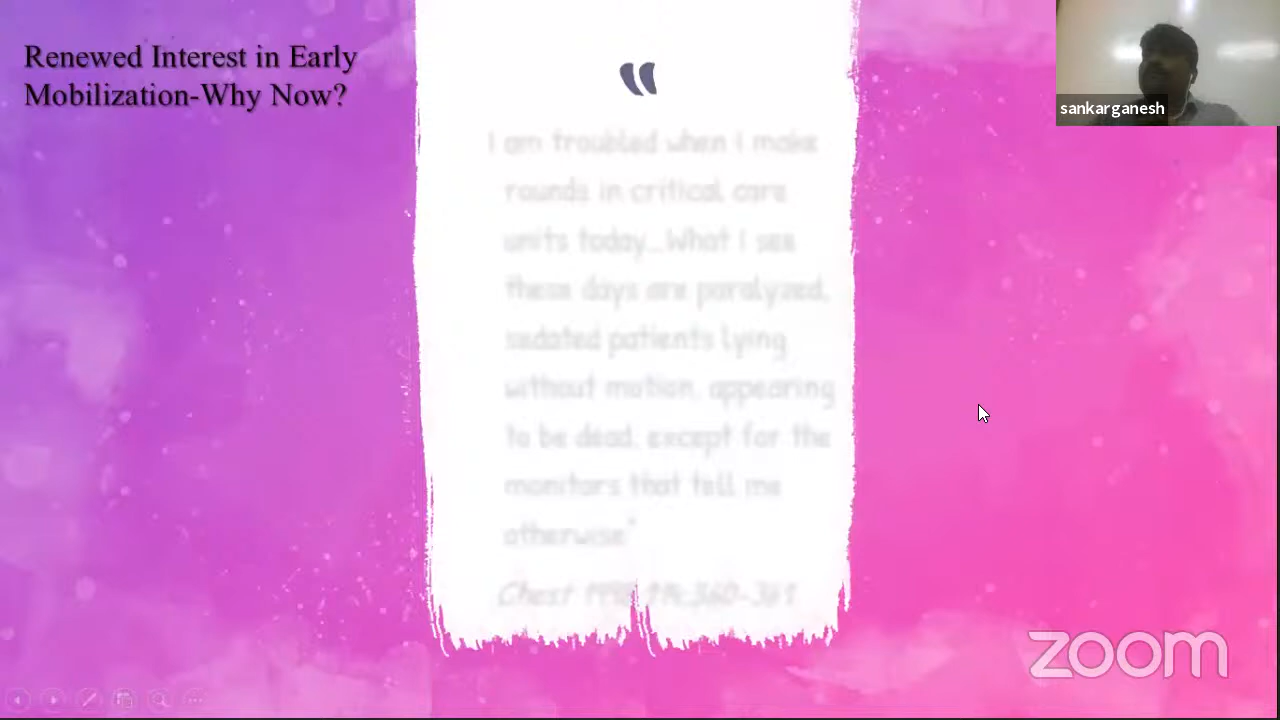 Renewed Interest in Early
Mobilization-Why Now?
sankarganesh
"
I am troubled when I make
rounds in critical care
units today...What I see
these days are paralyzed,
sedated patients lying
without motion, appearing
to be dead, except for the
monitors that tell me
otherwise"
Chest 360-361
zoom